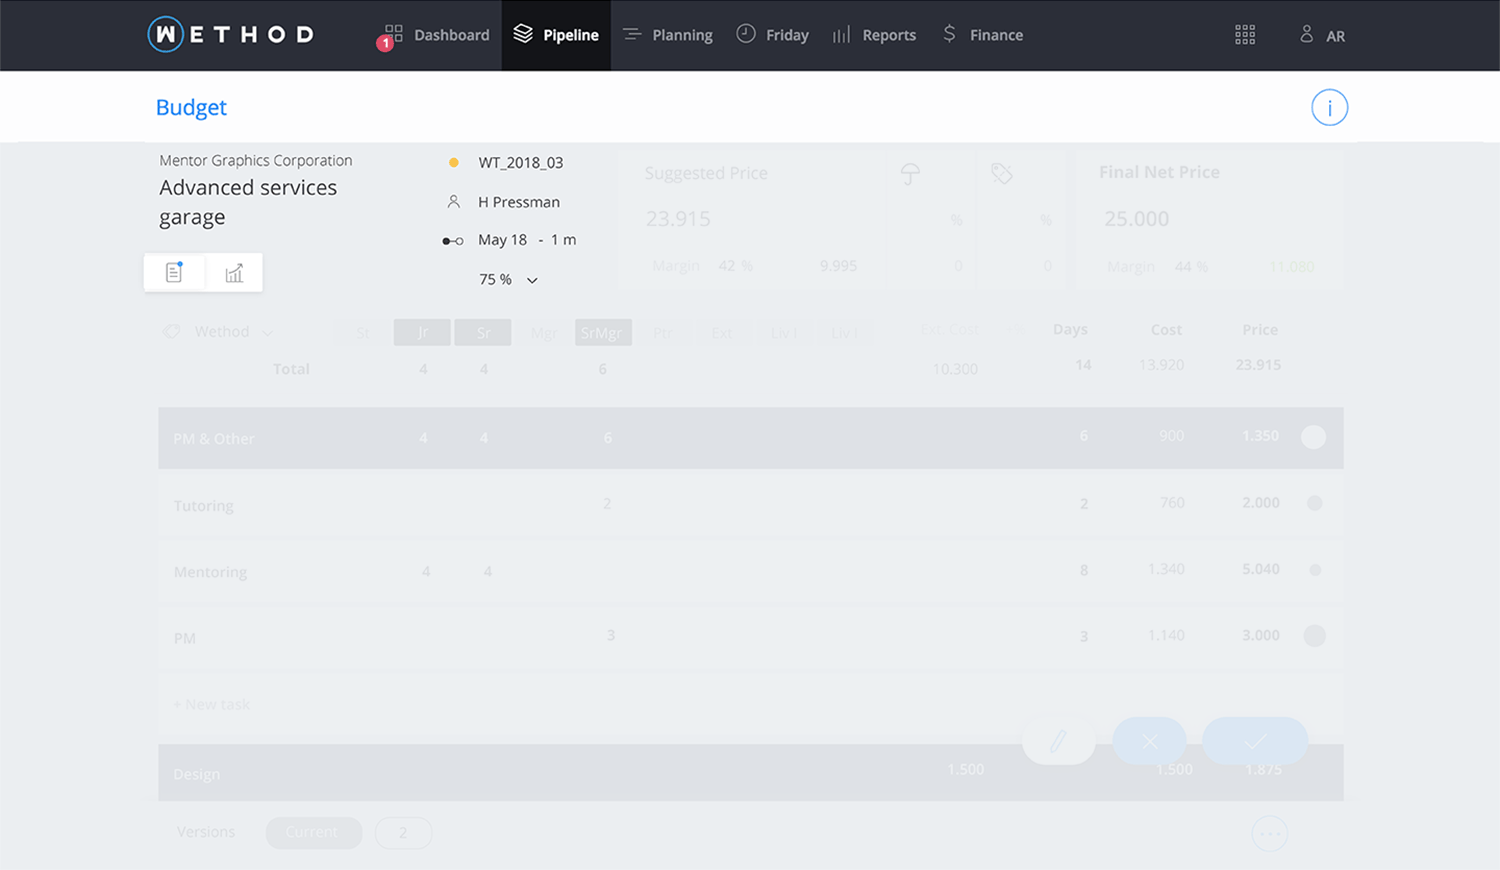 WETHOD
1 Dashboard Pipeline Planning Friday Reports Finance AR
Budget i
Mentor Graphics Corporation
Advanced services
garage
WT_2018_03
H Pressman
May 18 - 1 m
75 %
Suggested Price
23.915 % %
Margin 42 % 9.995 0 0
Final Net Price
25.000
Margin 44 % 11.080
Wethod St Jr Sr Mgr SrMgr Ptr Ext Liv I Liv I Ext. Cost Days Cost Price
Total 4 4 6 10.300 14 13.920 23.915
PM & Other 4 4 6 6 900 1.350
Tutoring 2 2 760 2.000
Mentoring 4 4 8 1.340 5.040
PM 3 3 1.140 3.000
+ New task
Design 1.500 1.500 1.875
Versions Current 2